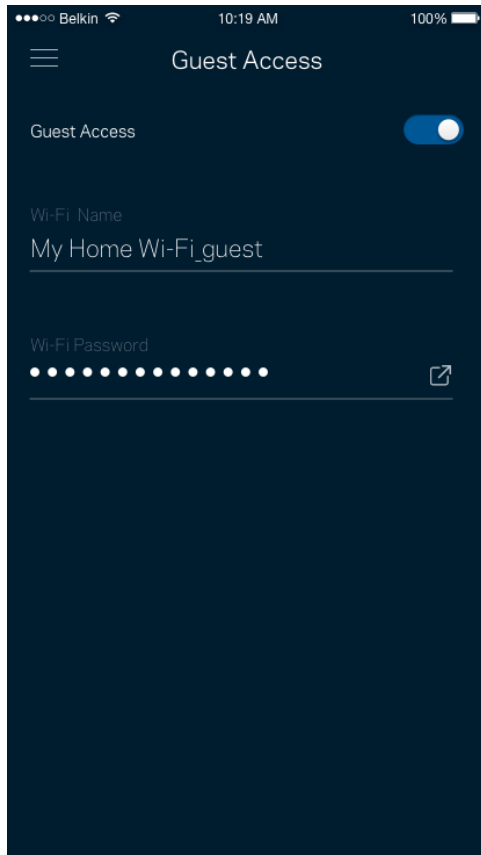 Belkin 10:19 AM 100%
Guest Access
Guest Access
Wi-Fi Name
My Home Wi-Fi_guest
Wi-Fi Password
••••••••••••••